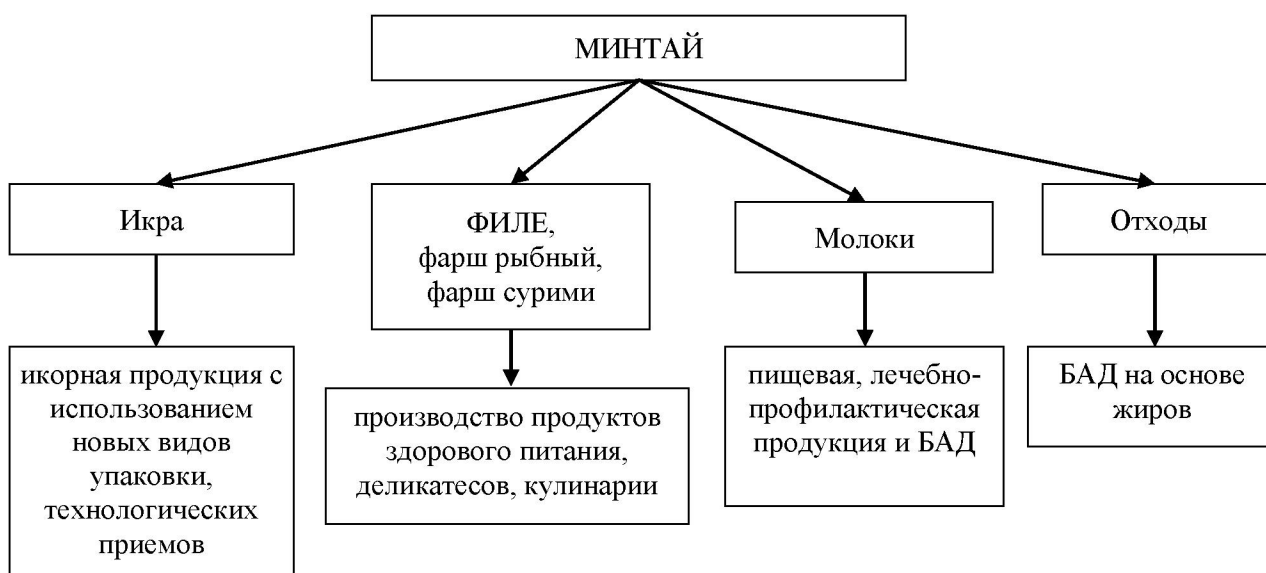 МИНТАЙ
Икра
ФИЛЕ,
фарш рыбный,
фарш сурими
Молоки
Отходы
икорная продукция с
использованием
новых видов
упаковки,
технологических
приемов
производство продуктов
здорового питания,
деликатесов, кулинарии
пищевая, лечебно-
профилактическая
продукция и БАД
БАД на основе
жиров